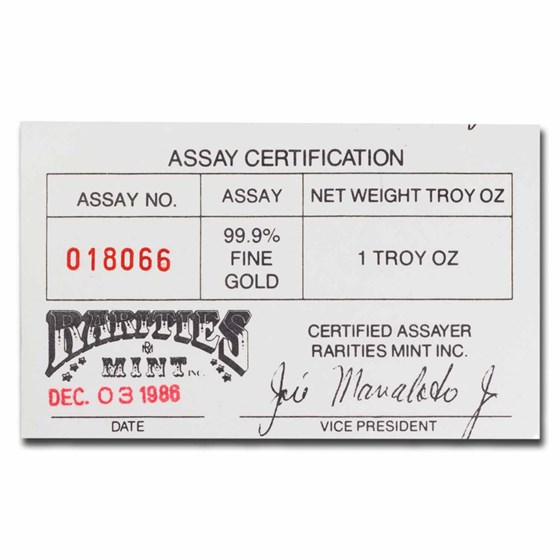 ASSAY CERTIFICATION
ASSAY NO. ASSAY NET WEIGHT TROY OZ
018066 99.9% FINE GOLD 1 TROY OZ
RARITIES
MINT INC.
CERTIFIED ASSAYER
RARITIES MINT INC.
DEC. 03 1986
DATE
VICE PRESIDENT